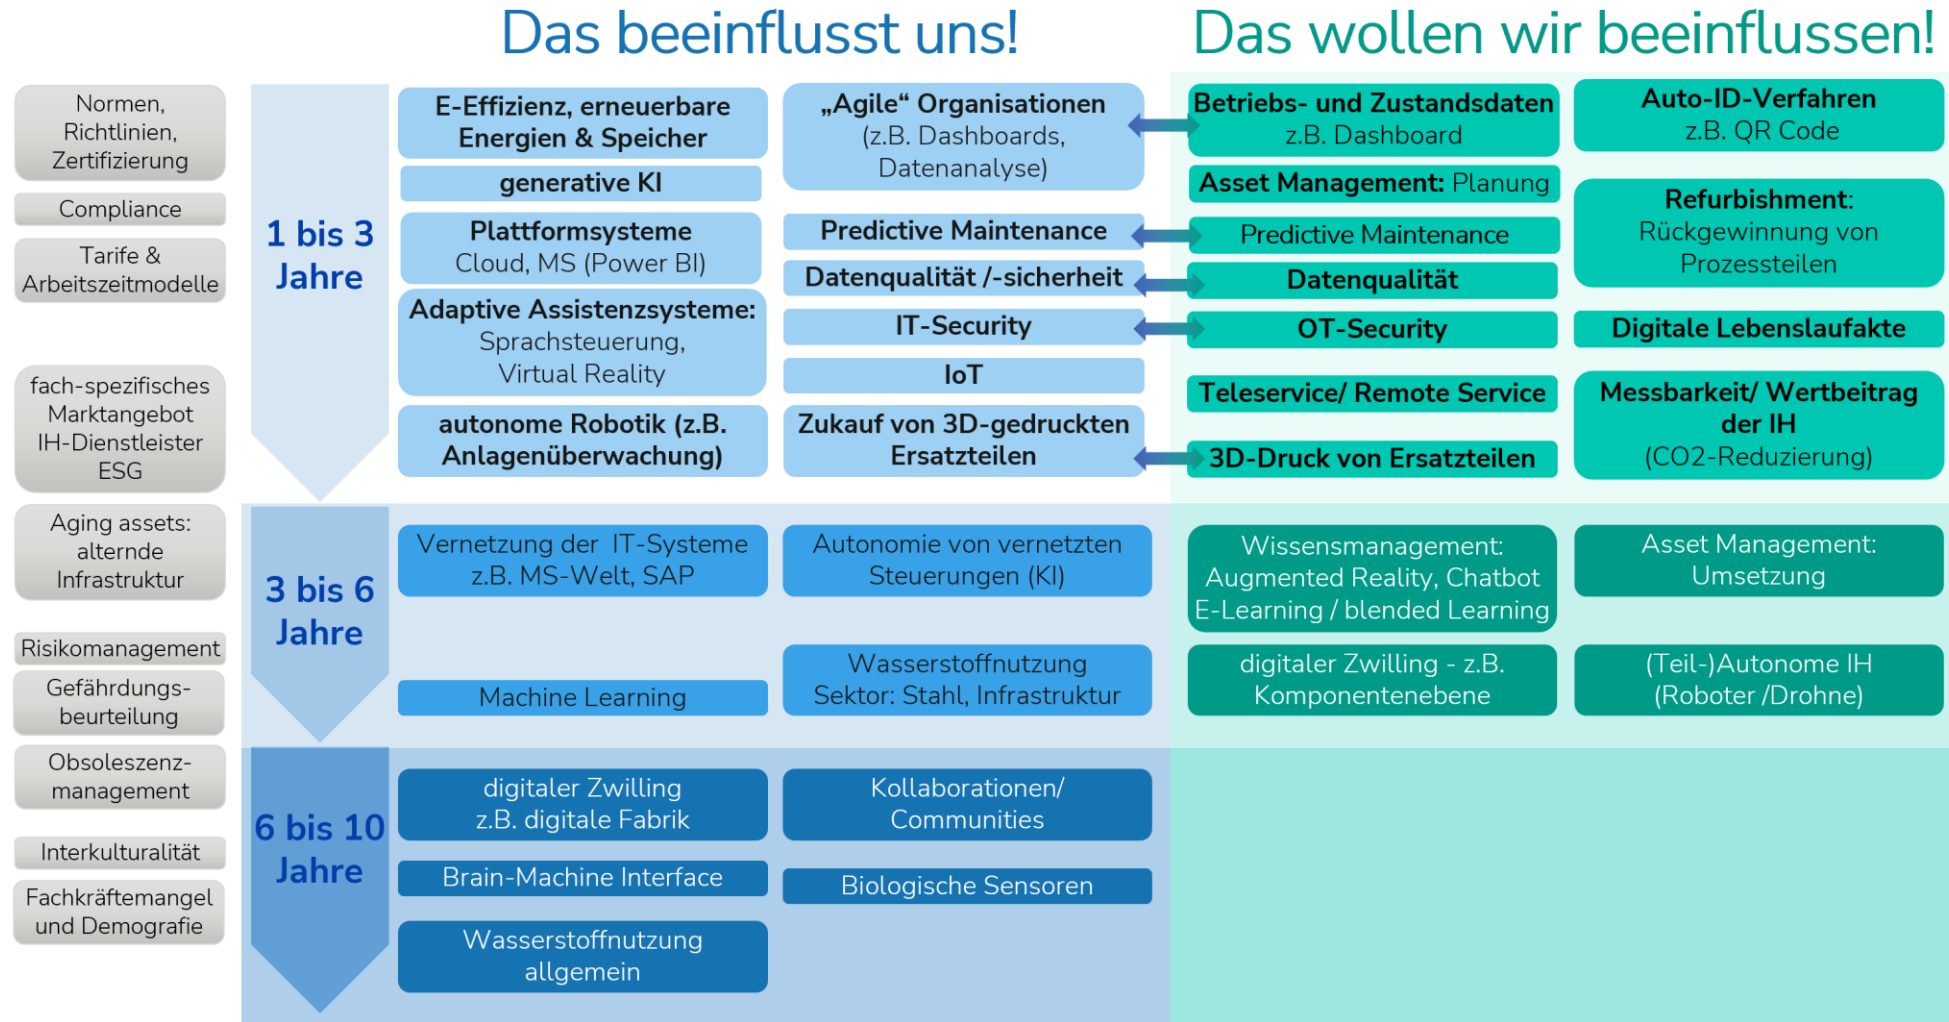 Das beeinflusst uns!
Das wollen wir beeinflussen!
Normen,
Richtlinien,
Zertifizierung
Compliance
Tarife &
Arbeitszeitmodelle
fach-spezifisches
Marktangebot
IH-Dienstleister
ESG
Aging assets:
alternde
Infrastruktur
Risikomanagement
Gefährdungs-
beurteilung
Obsoleszenz-
management
Interkulturalität
Fachkräftemangel
und Demografie
1 bis 3
Jahre
E-Effizienz, erneuerbare
Energien & Speicher
generative KI
Plattformsysteme
Cloud, MS (Power BI)
Adaptive Assistenzsysteme:
Sprachsteuerung,
Virtual Reality
autonome Robotik (z.B.
Anlagenüberwachung)
„Agile“ Organisationen
(z.B. Dashboards,
Datenanalyse)
Predictive Maintenance
Datenqualität /-sicherheit
IT-Security
IoT
Zukauf von 3D-gedruckten
Ersatzteilen
Betriebs- und Zustandsdaten
z.B. Dashboard
Asset Management: Planung
Predictive Maintenance
Datenqualität
OT-Security
Teleservice/ Remote Service
3D-Druck von Ersatzteilen
Auto-ID-Verfahren
z.B. QR Code
Refurbishment:
Rückgewinnung von
Prozessteilen
Digitale Lebenslaufakte
Messbarkeit/ Wertbeitrag
der IH
(CO2-Reduzierung)
3 bis 6
Jahre
Vernetzung der IT-Systeme
z.B. MS-Welt, SAP
Machine Learning
Autonomie von vernetzten
Steuerungen (KI)
Wasserstoffnutzung
Sektor: Stahl, Infrastruktur
Wissensmanagement:
Augmented Reality, Chatbot
E-Learning / blended Learning
digitaler Zwilling - z.B.
Komponentenebene
Asset Management:
Umsetzung
(Teil-)Autonome IH
(Roboter /Drohne)
6 bis 10
Jahre
digitaler Zwilling
z.B. digitale Fabrik
Brain-Machine Interface
Wasserstoffnutzung
allgemein
Kollaborationen/
Communities
Biologische Sensoren